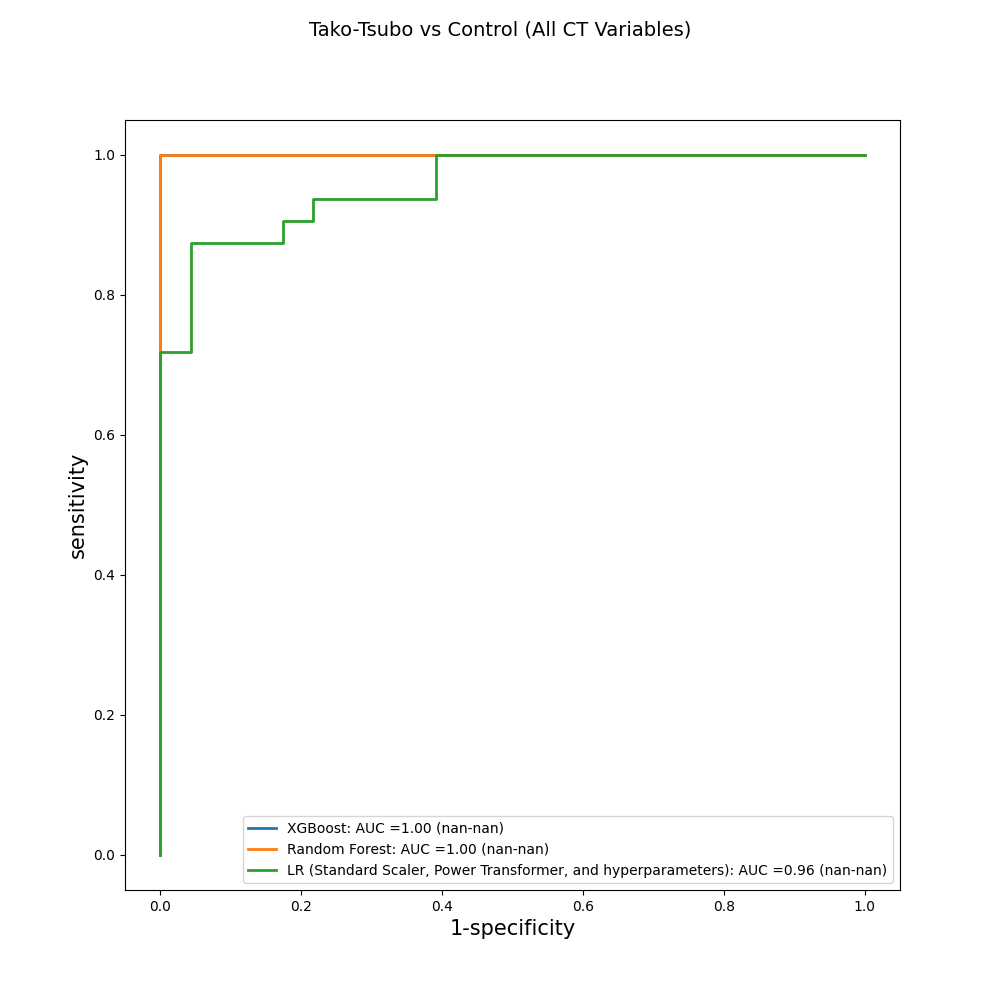 Tako-Tsubo vs Control (All CT Variables)
1.0
0.8
0.6
0.4
0.2
0.0
sensitivity
XGBoost: AUC =1.00 (nan-nan)
Random Forest: AUC =1.00 (nan-nan)
LR (Standard Scaler, Power Transformer, and hyperparameters): AUC =0.96 (nan-nan)
0.0 0.2 0.4 0.6 0.8 1.0
1-specificity